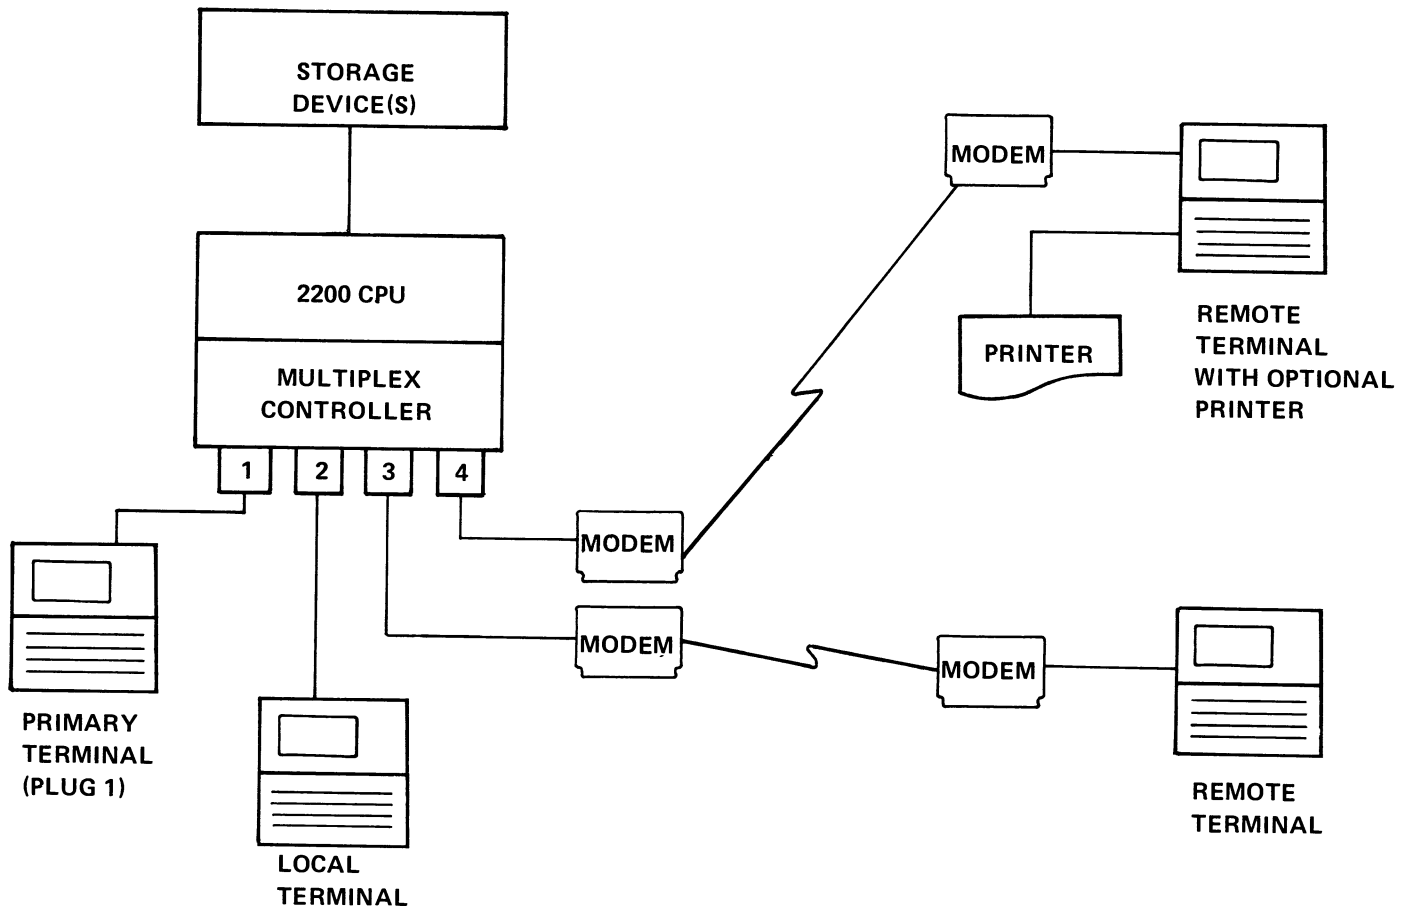 STORAGE
DEVICE(S)
2200 CPU
MULTIPLEX
CONTROLLER
1 2 3 4
MODEM
PRINTER
REMOTE
TERMINAL
WITH OPTIONAL
PRINTER
MODEM
MODEM
MODEM
REMOTE
TERMINAL
PRIMARY
TERMINAL
(PLUG 1)
LOCAL
TERMINAL